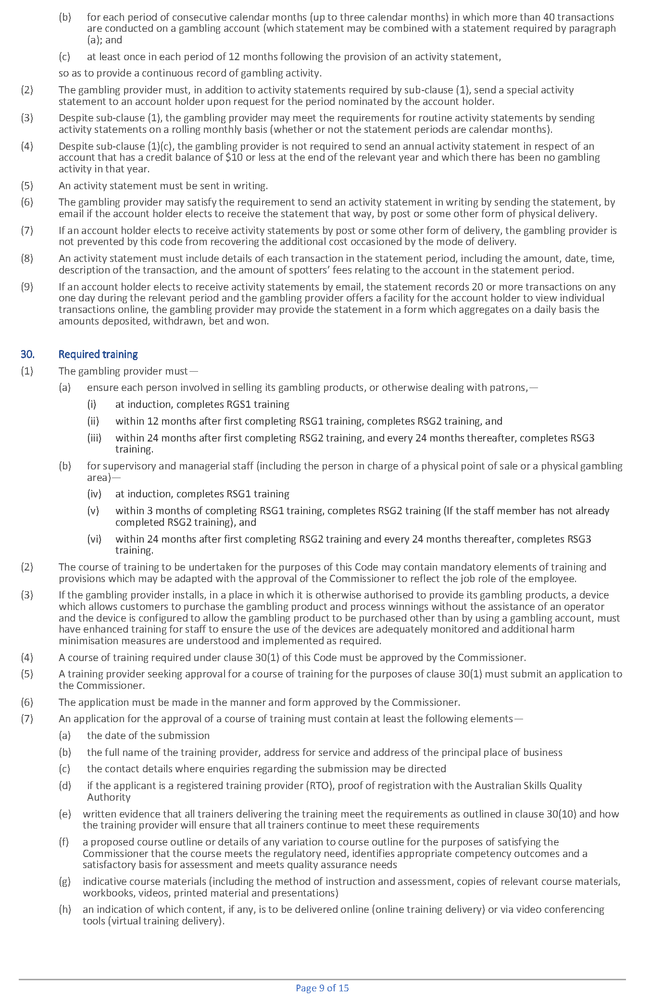 (b) for each period of consecutive calendar months (up to three calendar months) in which more than 40 transactions
are conducted on a gambling account (which statement may be combined with a statement required by paragraph
(a); and
(c) at least once in each period of 12 months following the provision of an activity statement,
so as to provide a continuous record of gambling activity.
(2) The gambling provider must, in addition to activity statements required by sub-clause (1), send a special activity
statement to an account holder upon request for the period nominated by the account holder.
(3) Despite sub-clause (1), the gambling provider may meet the requirements for routine activity statements by sending
activity statements on a rolling monthly basis (whether or not the statement periods are calendar months).
(4) Despite sub-clause (1)(c), the gambling provider is not required to send an annual activity statement in respect of an
account that has a credit balance of $10 or less at the end of the relevant year and which there has been no gambling
activity in that year.
(5) An activity statement must be sent in writing.
(6) The gambling provider may satisfy the requirement to send an activity statement in writing by sending the statement, by
email if the account holder elects to receive the statement that way, by post or some other form of physical delivery.
(7) If an account holder elects to receive activity statements by post or some other form of delivery, the gambling provider is
not prevented by this code from recovering the additional cost occasioned by the mode of delivery.
(8) An activity statement must include details of each transaction in the statement period, including the amount, date, time,
description of the transaction, and the amount of spotters’ fees relating to the account in the statement period.
(9) If an account holder elects to receive activity statements by email, the statement records 20 or more transactions on any
one day during the relevant period and the gambling provider offers a facility for the account holder to view individual
transactions online, the gambling provider may provide the statement in a form which aggregates on a daily basis the
amounts deposited, withdrawn, bet and won.
30. Required training
(1) The gambling provider must—
(a) ensure each person involved in selling its gambling products, or otherwise dealing with patrons,—
(i) at induction, completes RGS1 training
(ii) within 12 months after first completing RSG1 training, completes RSG2 training, and
(iii) within 24 months after first completing RSG2 training, and every 24 months thereafter, completes RSG3
training.
(b) for supervisory and managerial staff (including the person in charge of a physical point of sale or a physical gambling
area)—
(iv) at induction, completes RSG1 training
(v) within 3 months of completing RSG1 training, completes RSG2 training (If the staff member has not already
completed RSG2 training), and
(vi) within 24 months after first completing RSG2 training and every 24 months thereafter, completes RSG3
training.
(2) The course of training to be undertaken for the purposes of this Code may contain mandatory elements of training and
provisions which may be adapted with the approval of the Commissioner to reflect the job role of the employee.
(3) If the gambling provider installs, in a place in which it is otherwise authorised to provide its gambling products, a device
which allows customers to purchase the gambling product and process winnings without the assistance of an operator
and the device is configured to allow the gambling product to be purchased other than by using a gambling account, must
have enhanced training for staff to ensure the use of the devices are adequately monitored and additional harm
minimisation measures are understood and implemented as required.
(4) A course of training required under clause 30(1) of this Code must be approved by the Commissioner.
(5) A training provider seeking approval for a course of training for the purposes of clause 30(1) must submit an application to
the Commissioner.
(6) The application must be made in the manner and form approved by the Commissioner.
(7) An application for the approval of a course of training must contain at least the following elements—
(a) the date of the submission
(b) the full name of the training provider, address for service and address of the principal place of business
(c) the contact details where enquiries regarding the submission may be directed
(d) if the applicant is a registered training provider (RTO), proof of registration with the Australian Skills Quality
Authority
(e) written evidence that all trainers delivering the training meet the requirements as outlined in clause 30(10) and how
the training provider will ensure that all trainers continue to meet these requirements
(f) a proposed course outline or details of any variation to course outline for the purposes of satisfying the
Commissioner that the course meets the regulatory need, identifies appropriate competency outcomes and a
satisfactory basis for assessment and meets quality assurance needs
(g) indicative course materials (including the method of instruction and assessment, copies of relevant course materials,
workbooks, videos, printed material and presentations)
(h) an indication of which content, if any, is to be delivered online (online training delivery) or via video conferencing
tools (virtual training delivery).
Page 9 of 15